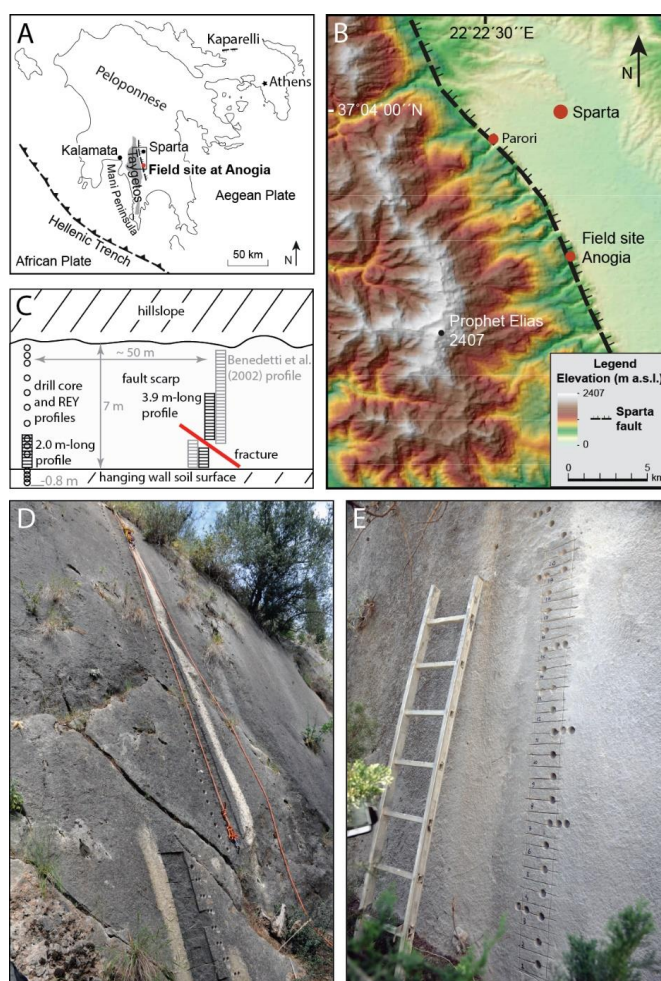 A
Kaparelli
Athens
Peloponnese
Kalamata
Sparta
Taygetos
Field site at Anogia
Mani Peninsula
Aegean Plate
Hellenic Trench
African Plate
50 km
N
B
22°22´30´´E
N
37°04´00´´N
Sparta
Parori
Field site
Anogia
Prophet Elias
2407
Legend
Elevation (m a.s.l.)
2407
0
Sparta
fault
0
5
km
C
hillslope
~ 50 m
Benedetti et al.
(2002) profile
drill core
and REY
profiles
fault scarp
7 m
3.9 m-long
profile
2.0 m-long
profile
fracture
-0.8 m
hanging wall soil surface
D
E